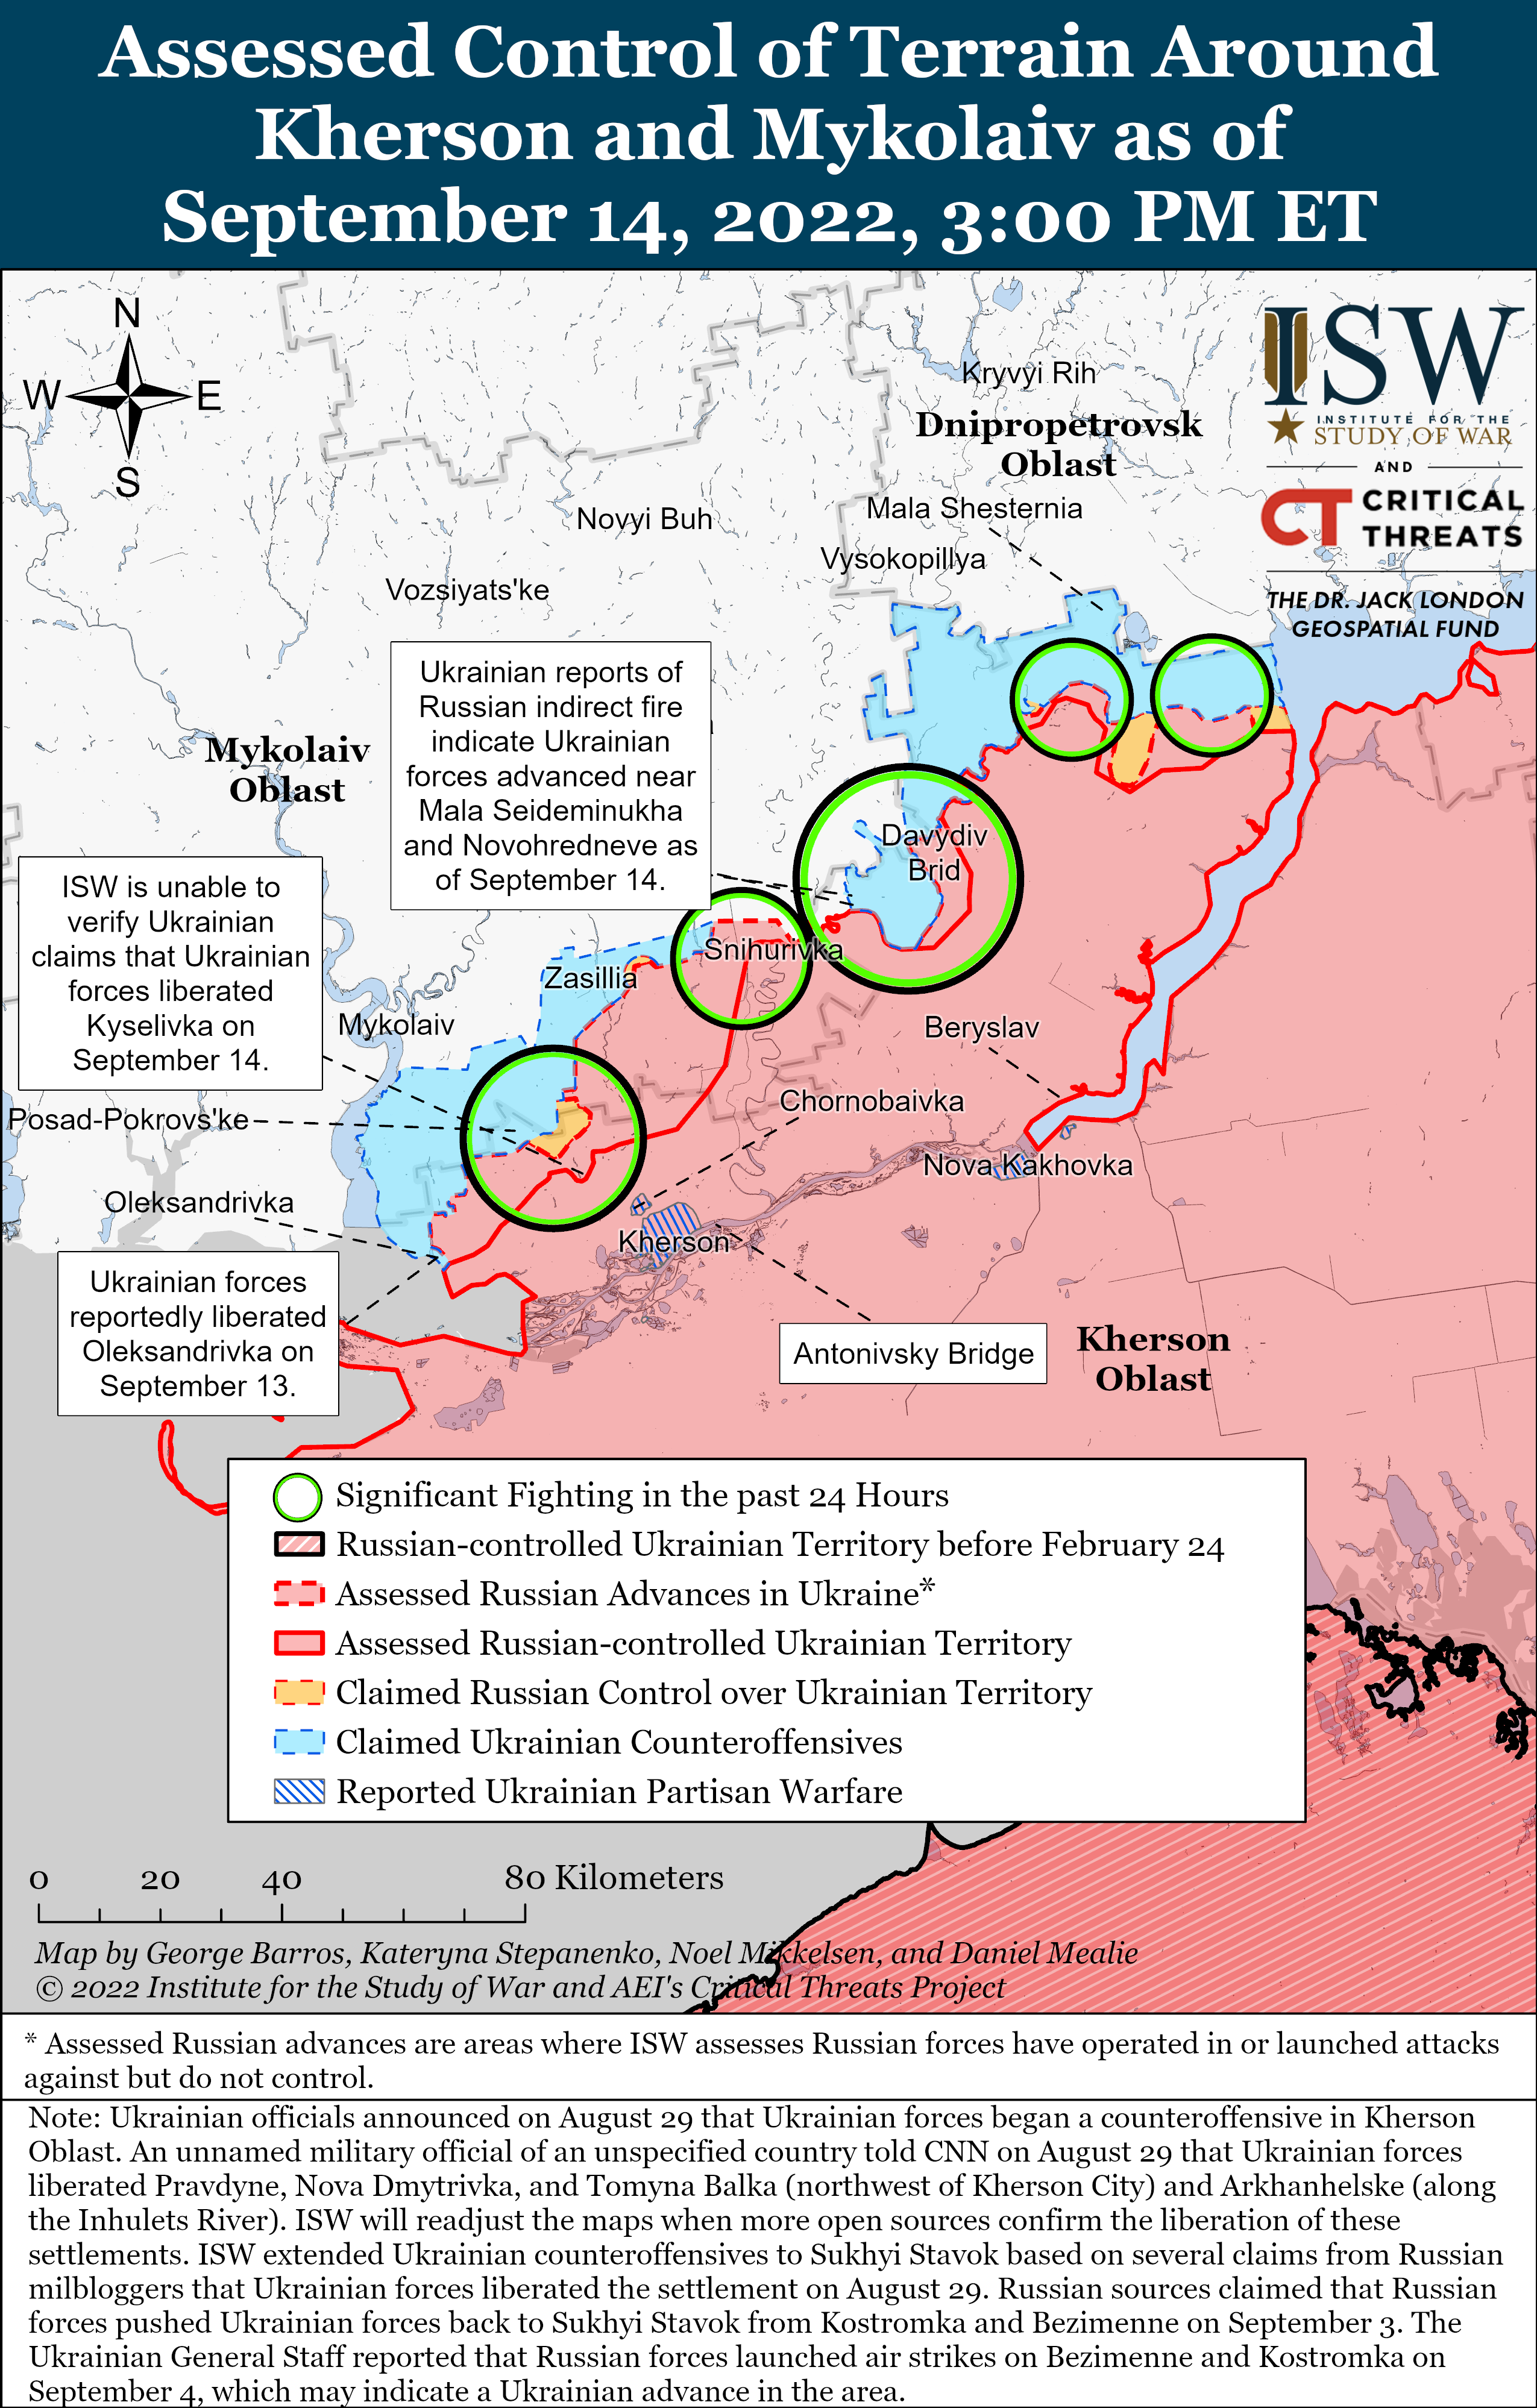 Assessed Control of Terrain Around
Kherson and Mykolaiv as of
September 14, 2022, 3:00 PM ET
N
W
E
S
ISW
INSTITUTE FOR THE
STUDY OF WAR
AND
CT CRITICAL
THREATS
THE DR. JACK LONDON
GEOSPATIAL FUND
Kryvyi Rih
Dnipropetrovsk
Oblast
Mala Shesternia
Novyi Buh
Vysokopillya
Vozsiyats'ke
Ukrainian reports of
Russian indirect fire
indicate Ukrainian
forces advanced near
Mala Seideminukha
and Novohredneve as
of September 14.
Mykolaiv
Oblast
Davydiv
Brid
ISW is unable to
verify Ukrainian
claims that Ukrainian
forces liberated
Kyselivka on
September 14.
Snihurivka
Zasillia
Mykolaiv
Beryslav
Chornobaivka
Posad-Pokrovs'ke
Nova Kakhovka
Oleksandrivka
Kherson
Ukrainian forces
reportedly liberated
Oleksandrivka on
September 13.
Antonivsky Bridge
Kherson
Oblast
Significant Fighting in the past 24 Hours
Russian-controlled Ukrainian Territory before February 24
Assessed Russian Advances in Ukraine*
Assessed Russian-controlled Ukrainian Territory
Claimed Russian Control over Ukrainian Territory
Claimed Ukrainian Counteroffensives
Reported Ukrainian Partisan Warfare
0 20 40 80 Kilometers
Map by George Barros, Kateryna Stepanenko, Noel Mikkelsen, and Daniel Mealie
© 2022 Institute for the Study of War and AEI's Critical Threats Project
* Assessed Russian advances are areas where ISW assesses Russian forces have operated in or launched attacks
against but do not control.
Note: Ukrainian officials announced on August 29 that Ukrainian forces began a counteroffensive in Kherson
Oblast. An unnamed military official of an unspecified country told CNN on August 29 that Ukrainian forces
liberated Pravdyne, Nova Dmytrivka, and Tomyna Balka (northwest of Kherson City) and Arkhanhelske (along
the Inhulets River). ISW will readjust the maps when more open sources confirm the liberation of these
settlements. ISW extended Ukrainian counteroffensives to Sukhyi Stavok based on several claims from Russian
milbloggers that Ukrainian forces liberated the settlement on August 29. Russian sources claimed that Russian
forces pushed Ukrainian forces back to Sukhyi Stavok from Kostromka and Bezimenne on September 3. The
Ukrainian General Staff reported that Russian forces launched air strikes on Bezimenne and Kostromka on
September 4, which may indicate a Ukrainian advance in the area.